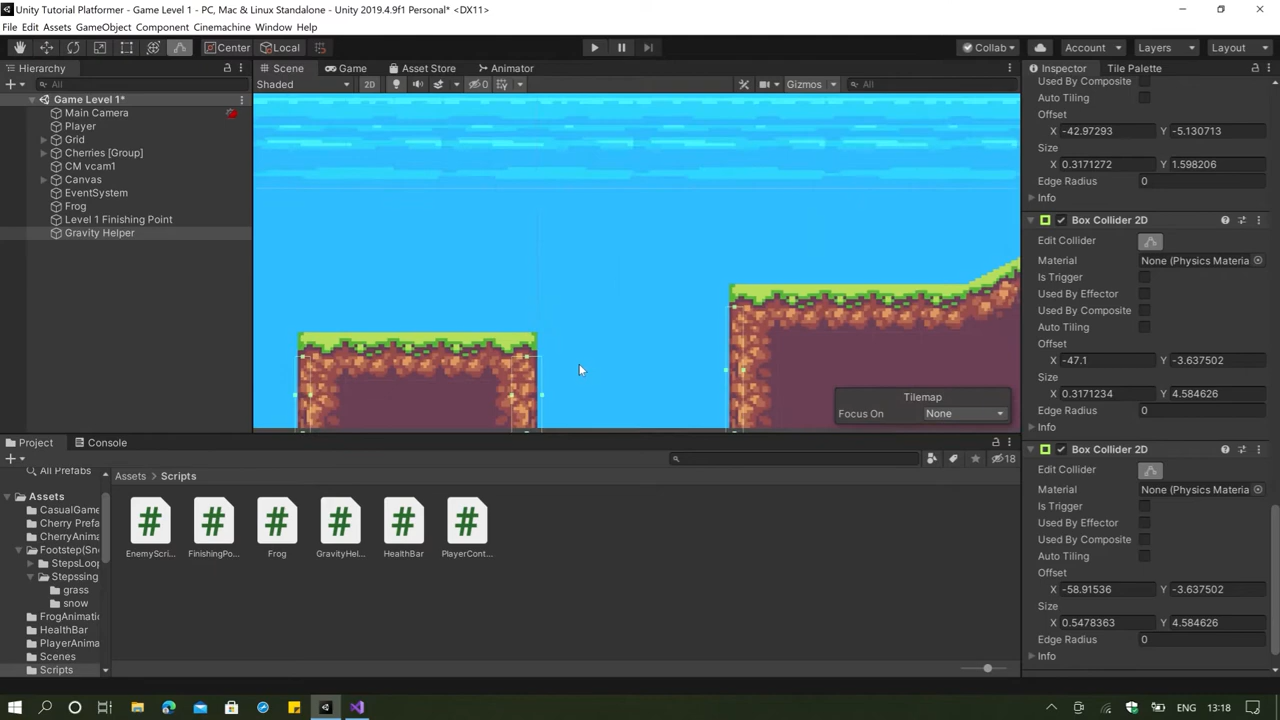 Unity Tutorial Platformer - Game Level 1 - PC, Mac & Linux Standalone - Unity 2019.4.9f1 Personal* <DX11>
File Edit Assets GameObject Component Cinemachine Window Help
Center Local Collab Account Layers Layout
Hierarchy
All
Game Level 1*
Main Camera
Player
Grid
Cherries [Group]
CM vcam1
Canvas
EventSystem
Frog
Level 1 Finishing Point
Gravity Helper
Scene Game Asset Store Animator
Shaded 2D 0 Gizmos All
Tilemap
Focus On None
Inspector Tile Palette
Used By Composite
Auto Tiling
Offset
X -42.97293 Y -5.130713
Size
X 0.3171272 Y 1.598206
Edge Radius 0
Info
Box Collider 2D
Edit Collider
Material None (Physics Materia
Is Trigger
Used By Effector
Used By Composite
Auto Tiling
Offset
X -47.1 Y -3.637502
Size
X 0.3171234 Y 4.584626
Edge Radius 0
Info
Box Collider 2D
Edit Collider
Material None (Physics Materia
Is Trigger
Used By Effector
Used By Composite
Auto Tiling
Offset
X -58.91536 Y -3.637502
Size
X 0.5478363 Y 4.584626
Edge Radius 0
Info
Project Console
18
All Prefabs
Assets
CasualGame
Cherry Prefa
CherryAnima
Footstep(Sno
StepsLoop
Stepssing
grass
snow
FrogAnimatic
HealthBar
PlayerAnima
Scenes
Scripts
Assets Scripts
EnemyScri... FinishingPo... Frog GravityHel... HealthBar PlayerCont...
ENG 13:18